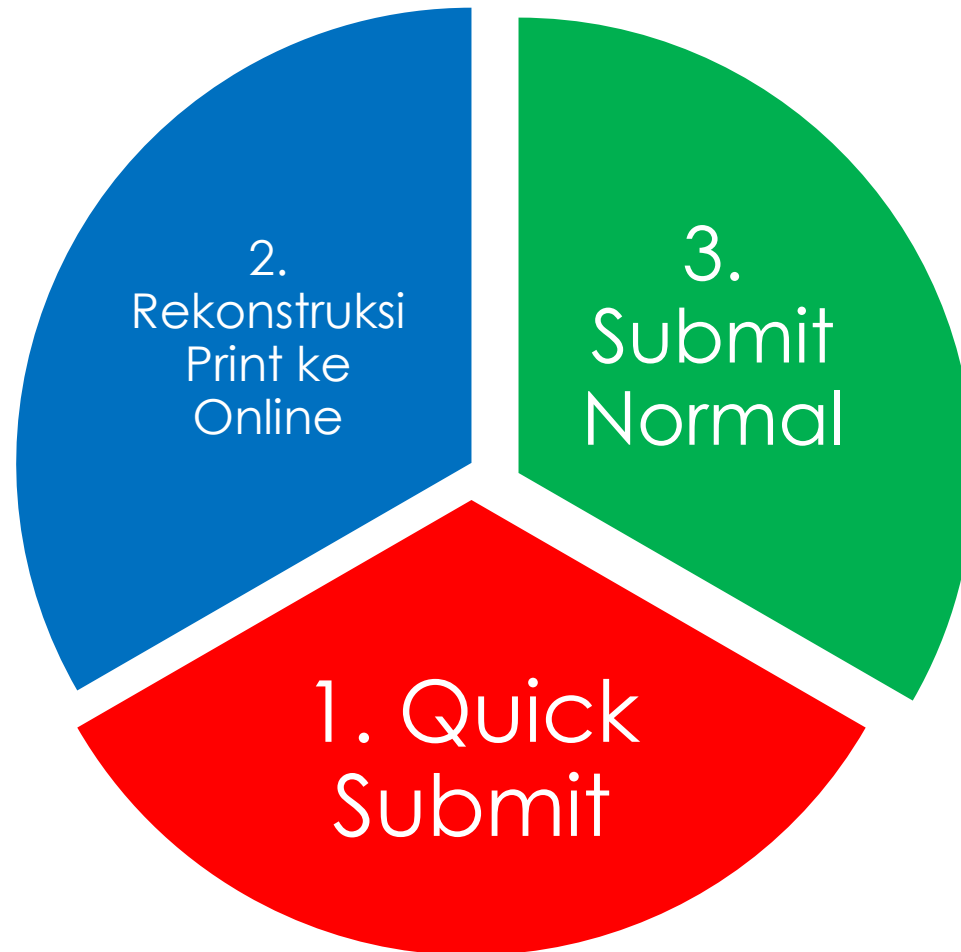 2.
Rekonstruksi
Print ke
Online
3.
Submit
Normal
1. Quick
Submit